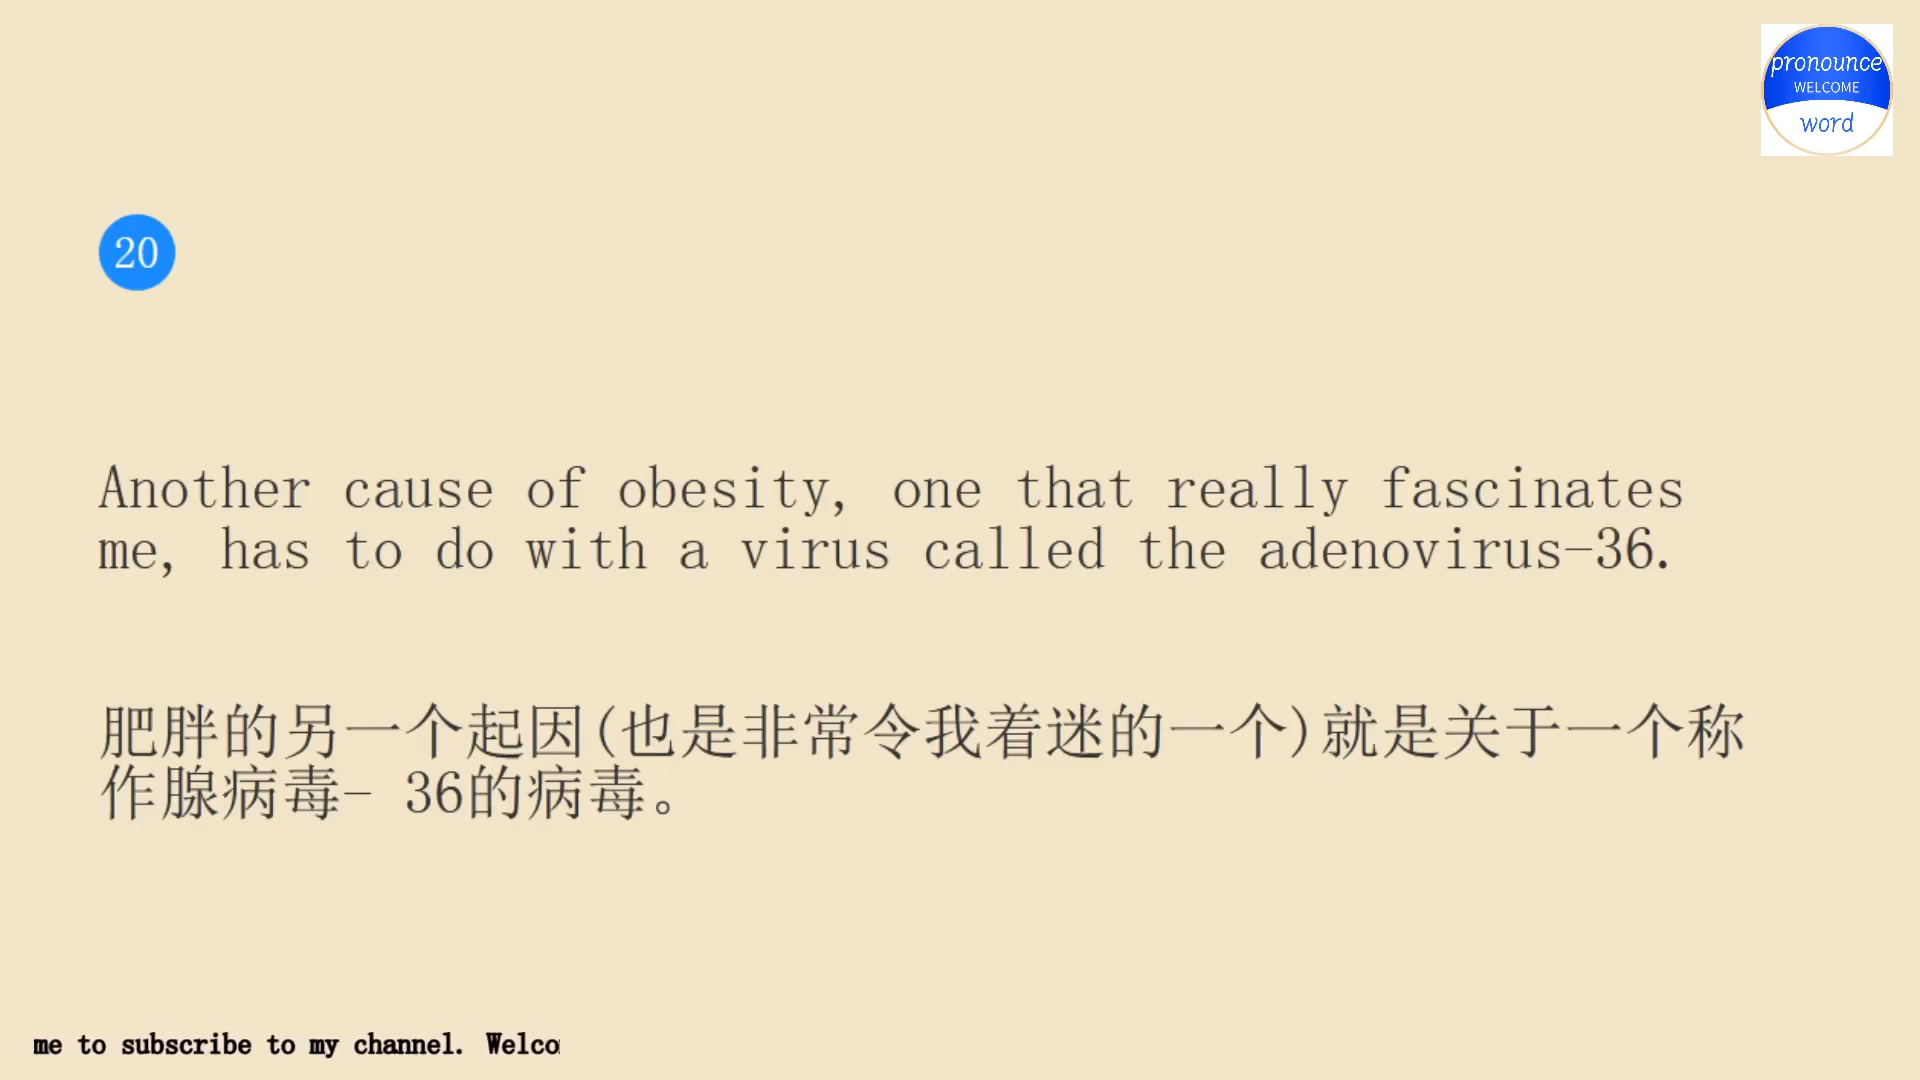 pronounce
WELCOME
word
20
Another cause of obesity, one that really fascinates
me, has to do with a virus called the adenovirus-36.
肥胖的另一个起因(也是非常令我着迷的一个)就是关于一个称
作腺病毒- 36的病毒。
me to subscribe to my channel. Welco